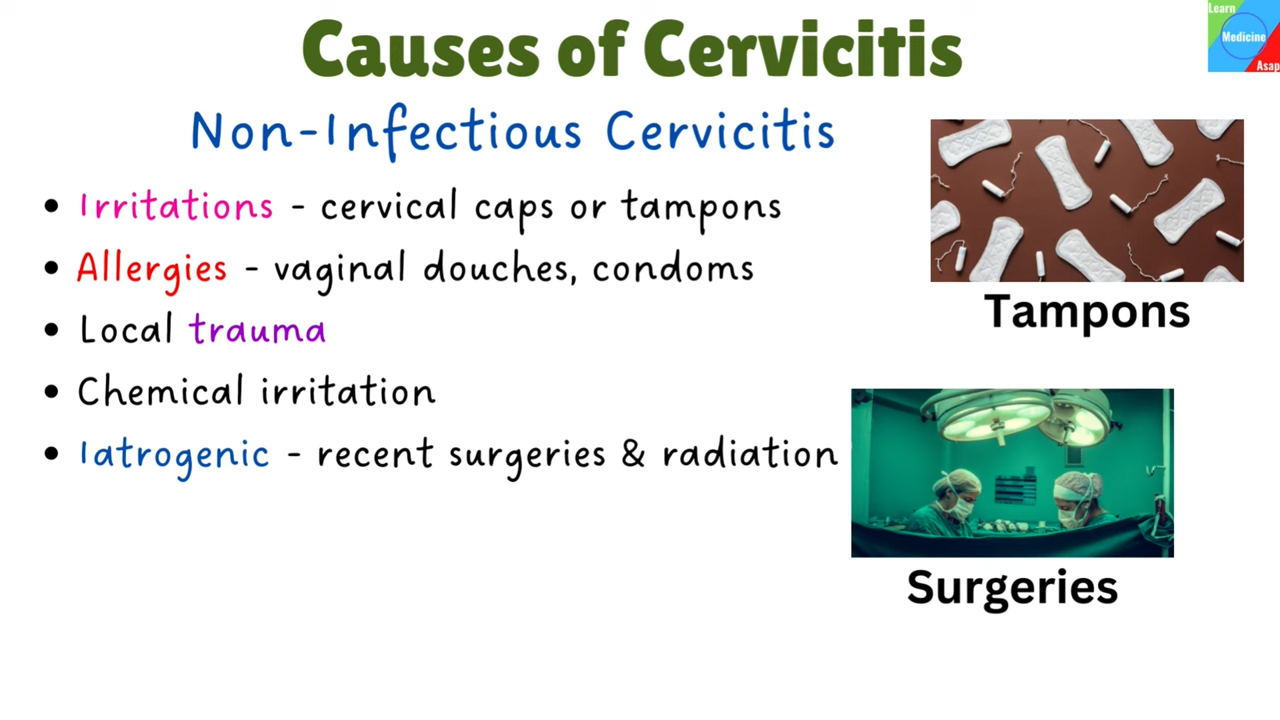 Causes of Cervicitis
Learn
Medicine
Asap
Non-Infectious Cervicitis
• Irritations - cervical caps or tampons
• Allergies - vaginal douches, condoms
• Local trauma
• Chemical irritation
• Iatrogenic - recent surgeries & radiation
Tampons
Surgeries